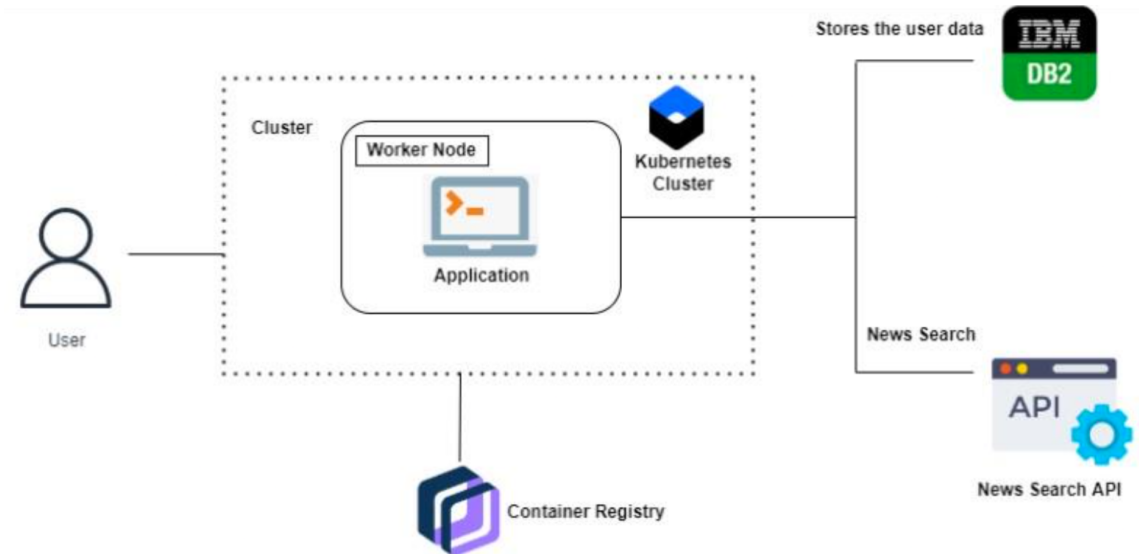 Stores the user data
IBM
DB2
Cluster
Worker Node
Kubernetes
Cluster
Application
User
News Search
API
News Search API
Container Registry